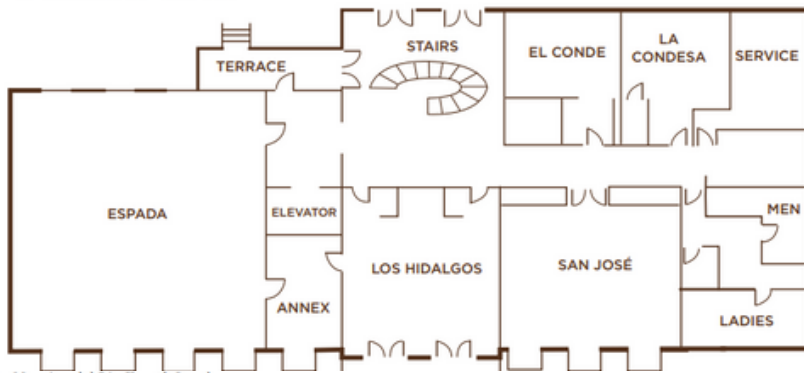 STAIRS
EL CONDE
LA
CONDESA
SERVICE
TERRACE
ESPADA
ELEVATOR
MEN
LOS HIDALGOS
SAN JOSÉ
ANNEX
LADIES